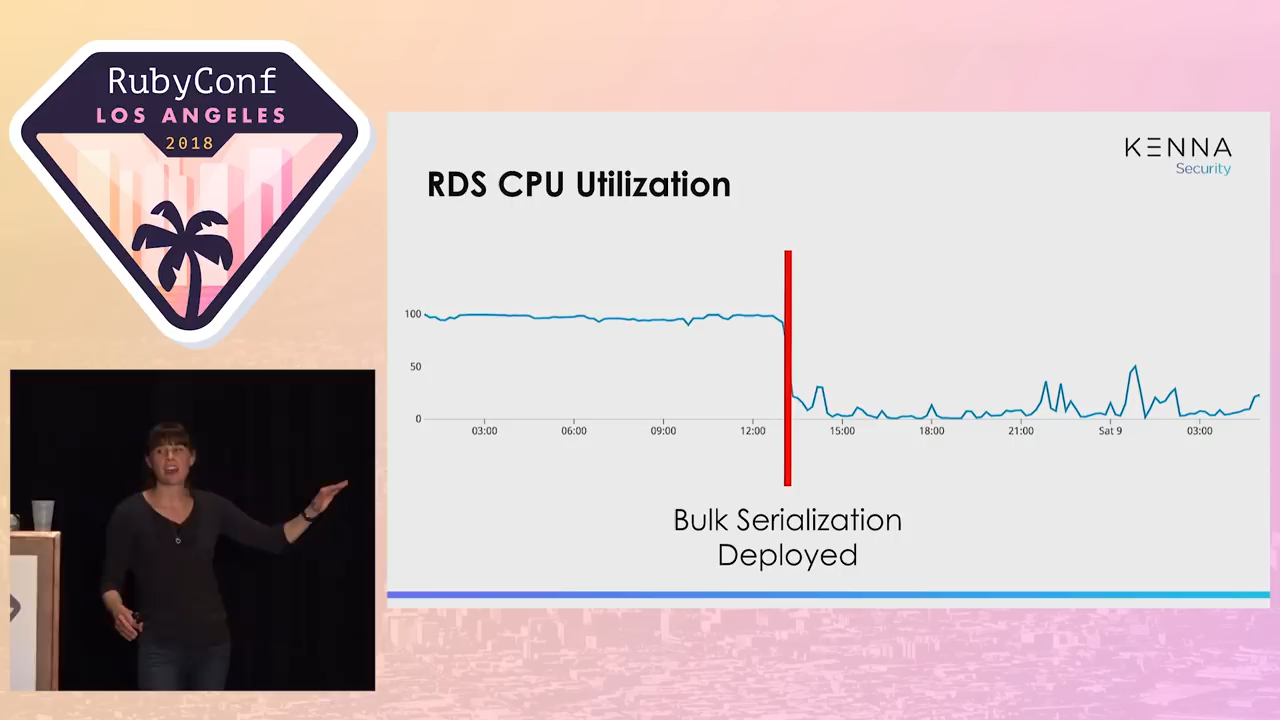 RubyConf
LOS ANGELES
2018
KENNA
Security
RDS CPU Utilization
100
50
0
03:00 06:00 09:00 12:00 15:00 18:00 21:00 Sat 9 03:00
Bulk Serialization
Deployed